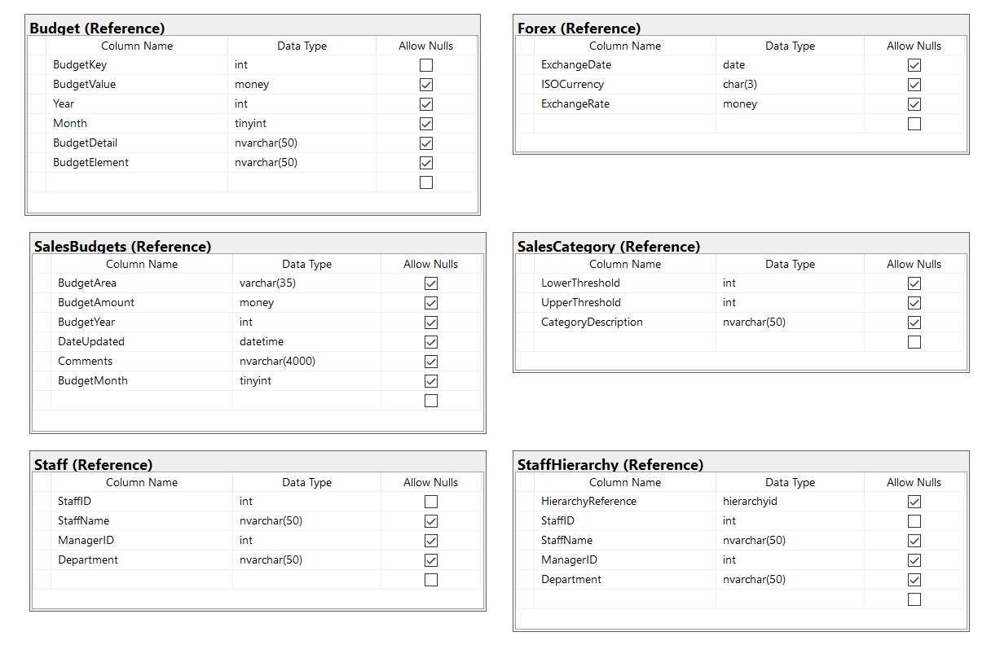 Budget (Reference)
Column Name Data Type Allow Nulls
BudgetKey int
BudgetValue money
Year int
Month tinyint
BudgetDetail nvarchar(50)
BudgetElement nvarchar(50)
Forex (Reference)
Column Name Data Type Allow Nulls
ExchangeDate date
ISOCurrency char(3)
ExchangeRate money
SalesBudgets (Reference)
Column Name Data Type Allow Nulls
BudgetArea varchar(35)
BudgetAmount money
BudgetYear int
DateUpdated datetime
Comments nvarchar(4000)
BudgetMonth tinyint
SalesCategory (Reference)
Column Name Data Type Allow Nulls
LowerThreshold int
UpperThreshold int
CategoryDescription nvarchar(50)
Staff (Reference)
Column Name Data Type Allow Nulls
StaffID int
StaffName nvarchar(50)
ManagerID int
Department nvarchar(50)
StaffHierarchy (Reference)
Column Name Data Type Allow Nulls
HierarchyReference hierarchyid
StaffID int
StaffName nvarchar(50)
ManagerID int
Department nvarchar(50)